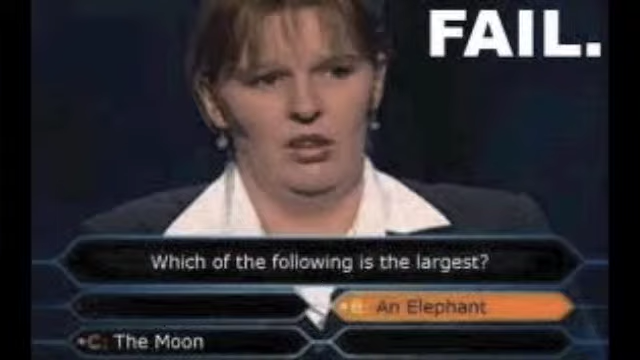 FAIL.
Which of the following is the largest?
B: An Elephant
C: The Moon